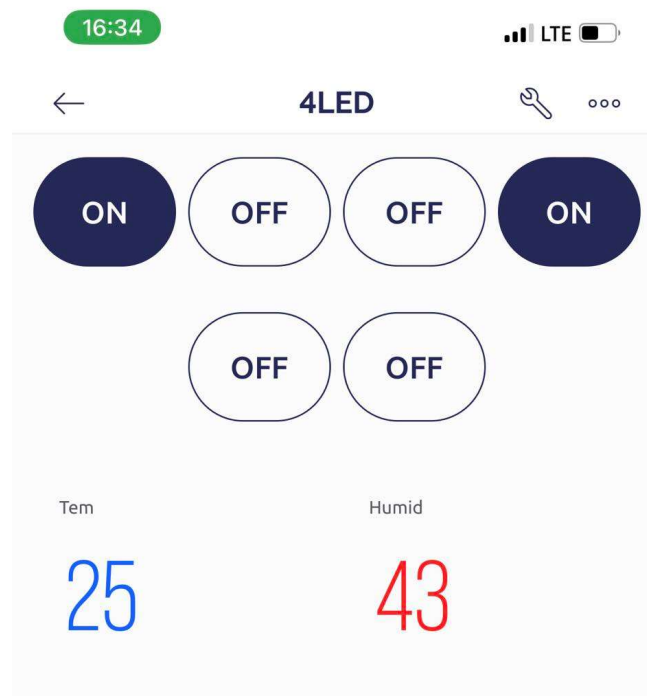 16:34 LTE
4LED
ON OFF OFF ON
OFF OFF
Tem Humid
25 43